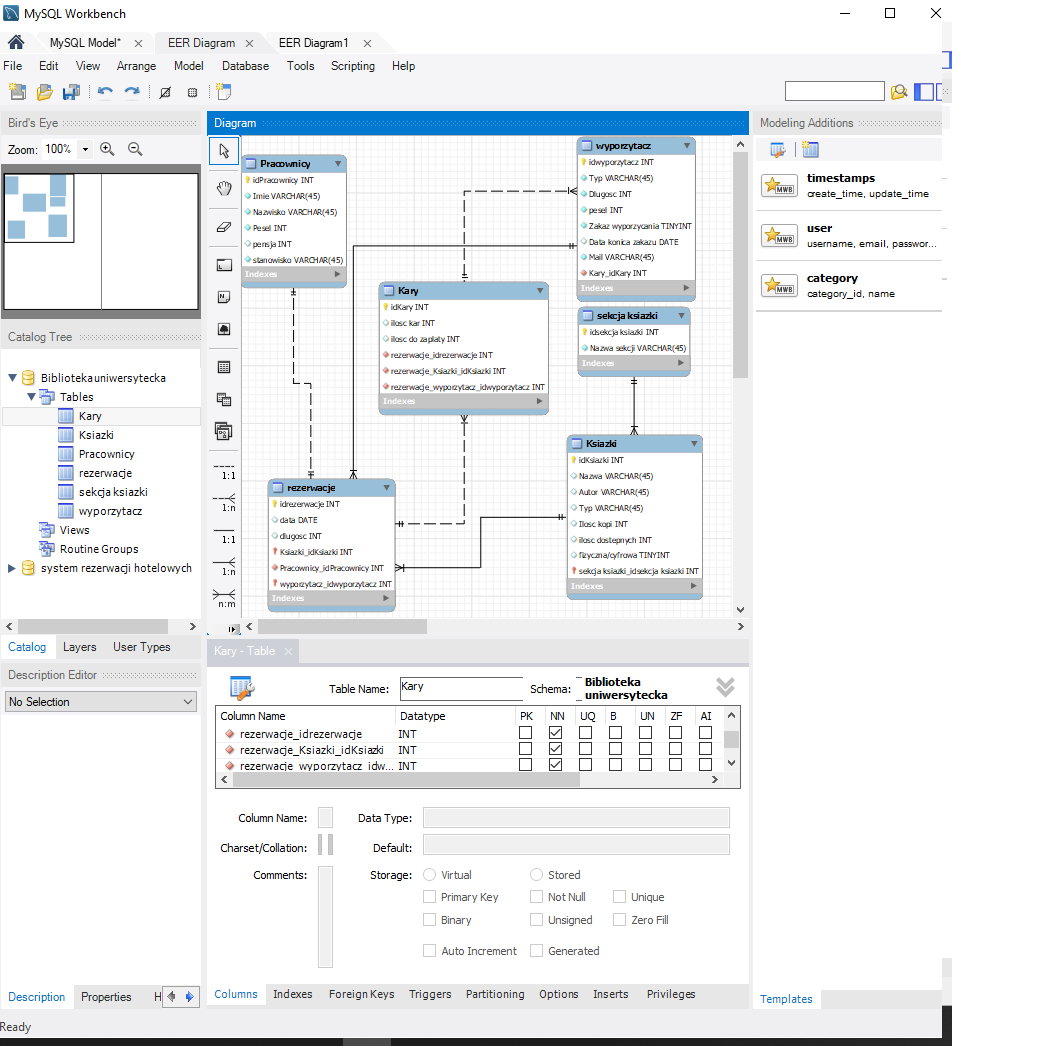 MySQL Workbench
MySQL Model* EER Diagram EER Diagram1
File Edit View Arrange Model Database Tools Scripting Help
Bird's Eye
Zoom: 100%
Catalog Tree
Bibliotekauniwersytecka
Tables
Kary
Ksiazki
Pracownicy
rezerwacje
sekcja ksiazki
wyporzytacz
Views
Routine Groups
system rezerwacji hotelowych
Catalog Layers User Types
Description Editor
No Selection
Description Properties H
Ready
Diagram
1:1
1:n
1:1
1:n
n:m
Pracownicy
idPracownicy INT
Imie VARCHAR(45)
Nazwisko VARCHAR(45)
Pesel INT
pensja INT
stanowisko VARCHAR(45)
Indexes
wyporzytacz
idwyporzytacz INT
Typ VARCHAR(45)
Dlugosc INT
pesel INT
Zakaz wyporzycania TINYINT
Data konica zakazu DATE
Mail VARCHAR(45)
Kary_idKary INT
Indexes
Kary
idKary INT
ilosc kar INT
ilosc do zaplaty INT
rezerwacje_idrezerwacje INT
rezerwacje_Ksiazki_idKsiazki INT
rezerwacje_wyporzytacz_idwyporzytacz INT
Indexes
sekcja ksiazki
idsekcja ksiazki INT
Nazwa sekcji VARCHAR(45)
Indexes
rezerwacje
idrezerwacje INT
data DATE
dlugosc INT
Ksiazki_idKsiazki INT
Pracownicy_idPracownicy INT
wyporzytacz_idwyporzytacz INT
Indexes
Ksiazki
idKsiazki INT
Nazwa VARCHAR(45)
Autor VARCHAR(45)
Typ VARCHAR(45)
Ilosc kopi INT
ilosc dostepnych INT
fizyczna/cyfrowa TINYINT
sekcja ksiazki_idsekcja ksiazki INT
Indexes
Kary - Table
Table Name: Kary Schema: Biblioteka
uniwersytecka
Column Name Datatype PK NN UQ B UN ZF AI
rezerwacje_idrezerwacje INT
rezerwacje_Ksiazki_idKsiazki INT
rezerwacje_wyporzytacz_idw... INT
Column Name: Data Type:
Charset/Collation: Default:
Comments: Storage: Virtual Stored
Primary Key Not Null Unique
Binary Unsigned Zero Fill
Auto Increment Generated
Columns Indexes Foreign Keys Triggers Partitioning Options Inserts Privileges
Modeling Additions
MWB
timestamps
create_time, update_time
MWB
user
username, email, passwor...
MWB
category
category_id, name
Templates